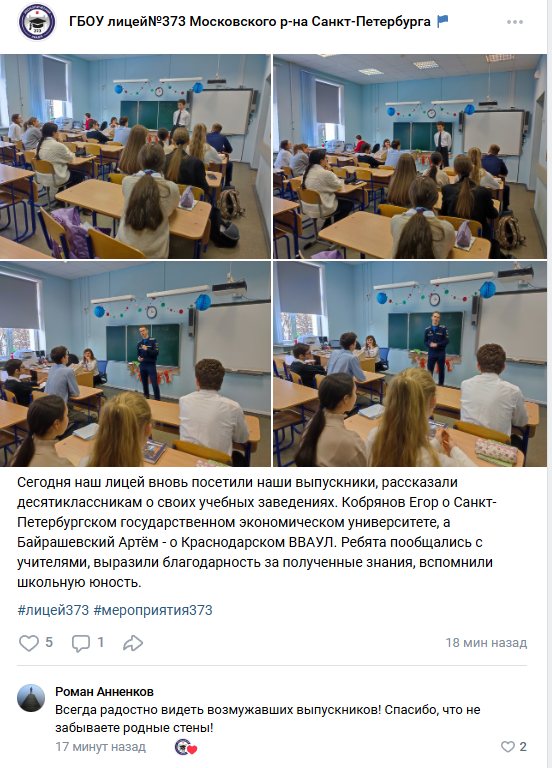 ГБОУ лицей№373 Московского р-на Санкт-Петербурга
Сегодня наш лицей вновь посетили наши выпускники, рассказали
десятиклассникам о своих учебных заведениях. Кобрянов Егор о Санкт-
Петербургском государственном экономическом университете, а
Байрашевский Артём - о Краснодарском ВВАУЛ. Ребята пообщались с
учителями, выразили благодарность за полученные знания, вспомнили
школьную юность.
#лицей373 #мероприятия373
5 1 18 мин назад
Роман Анненков
Всегда радостно видеть возмужавших выпускников! Спасибо, что не
забываете родные стены!
17 минут назад 2